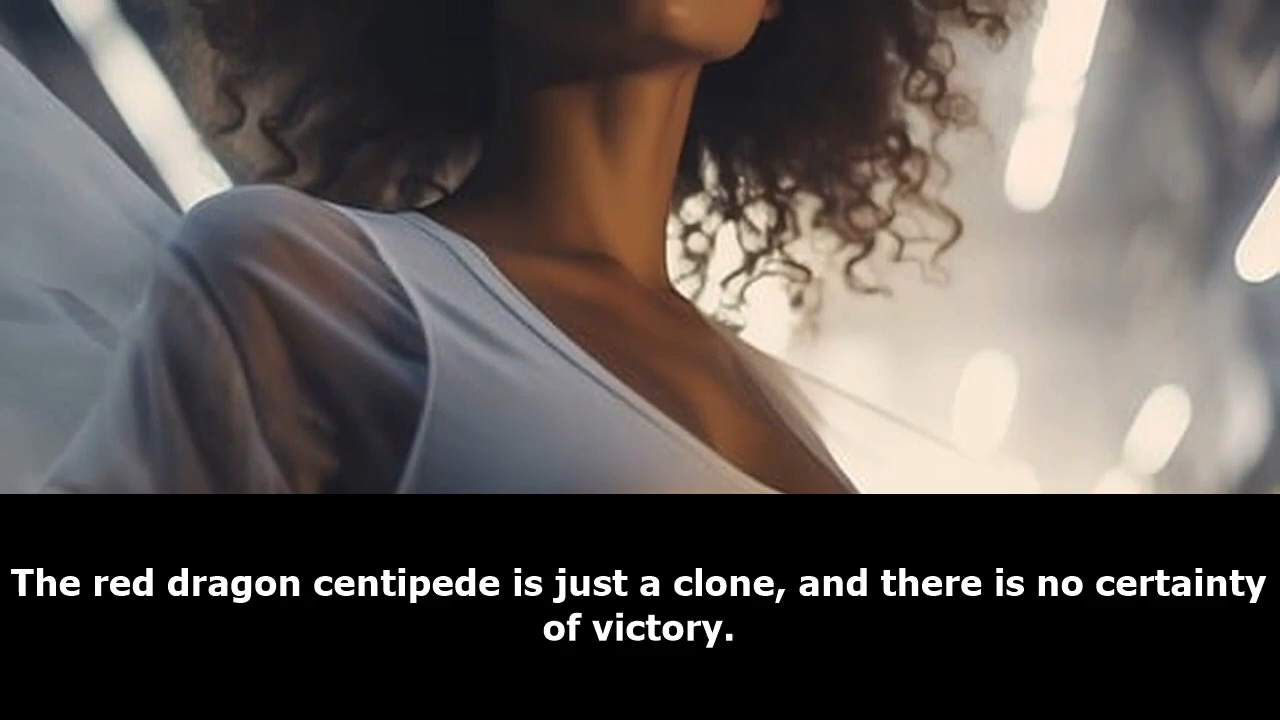 The red dragon centipede is just a clone, and there is no certainty
of victory.